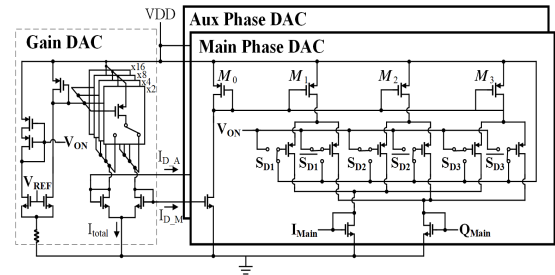 VDD
Aux Phase DAC
Gain DAC
Main Phase DAC
x16
x8
x4
x2
M0
M1
M2
M3
VON
VON
SD1
SD1
SD2
SD2
SD3
SD3
ID_A
VREF
ID_M
Itotal
IMain
QMain